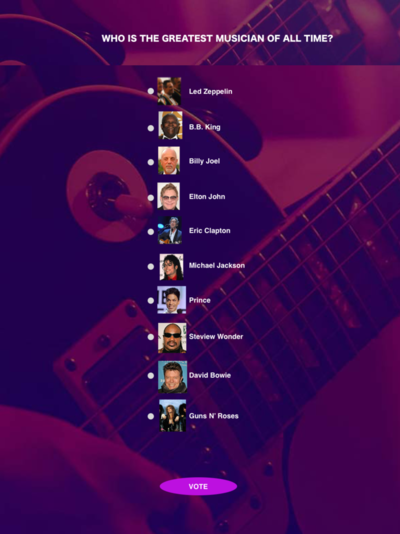 WHO IS THE GREATEST MUSICIAN OF ALL TIME?
Led Zeppelin
B.B. King
Billy Joel
Elton John
Eric Clapton
Michael Jackson
Prince
Steview Wonder
David Bowie
Guns N' Roses
VOTE